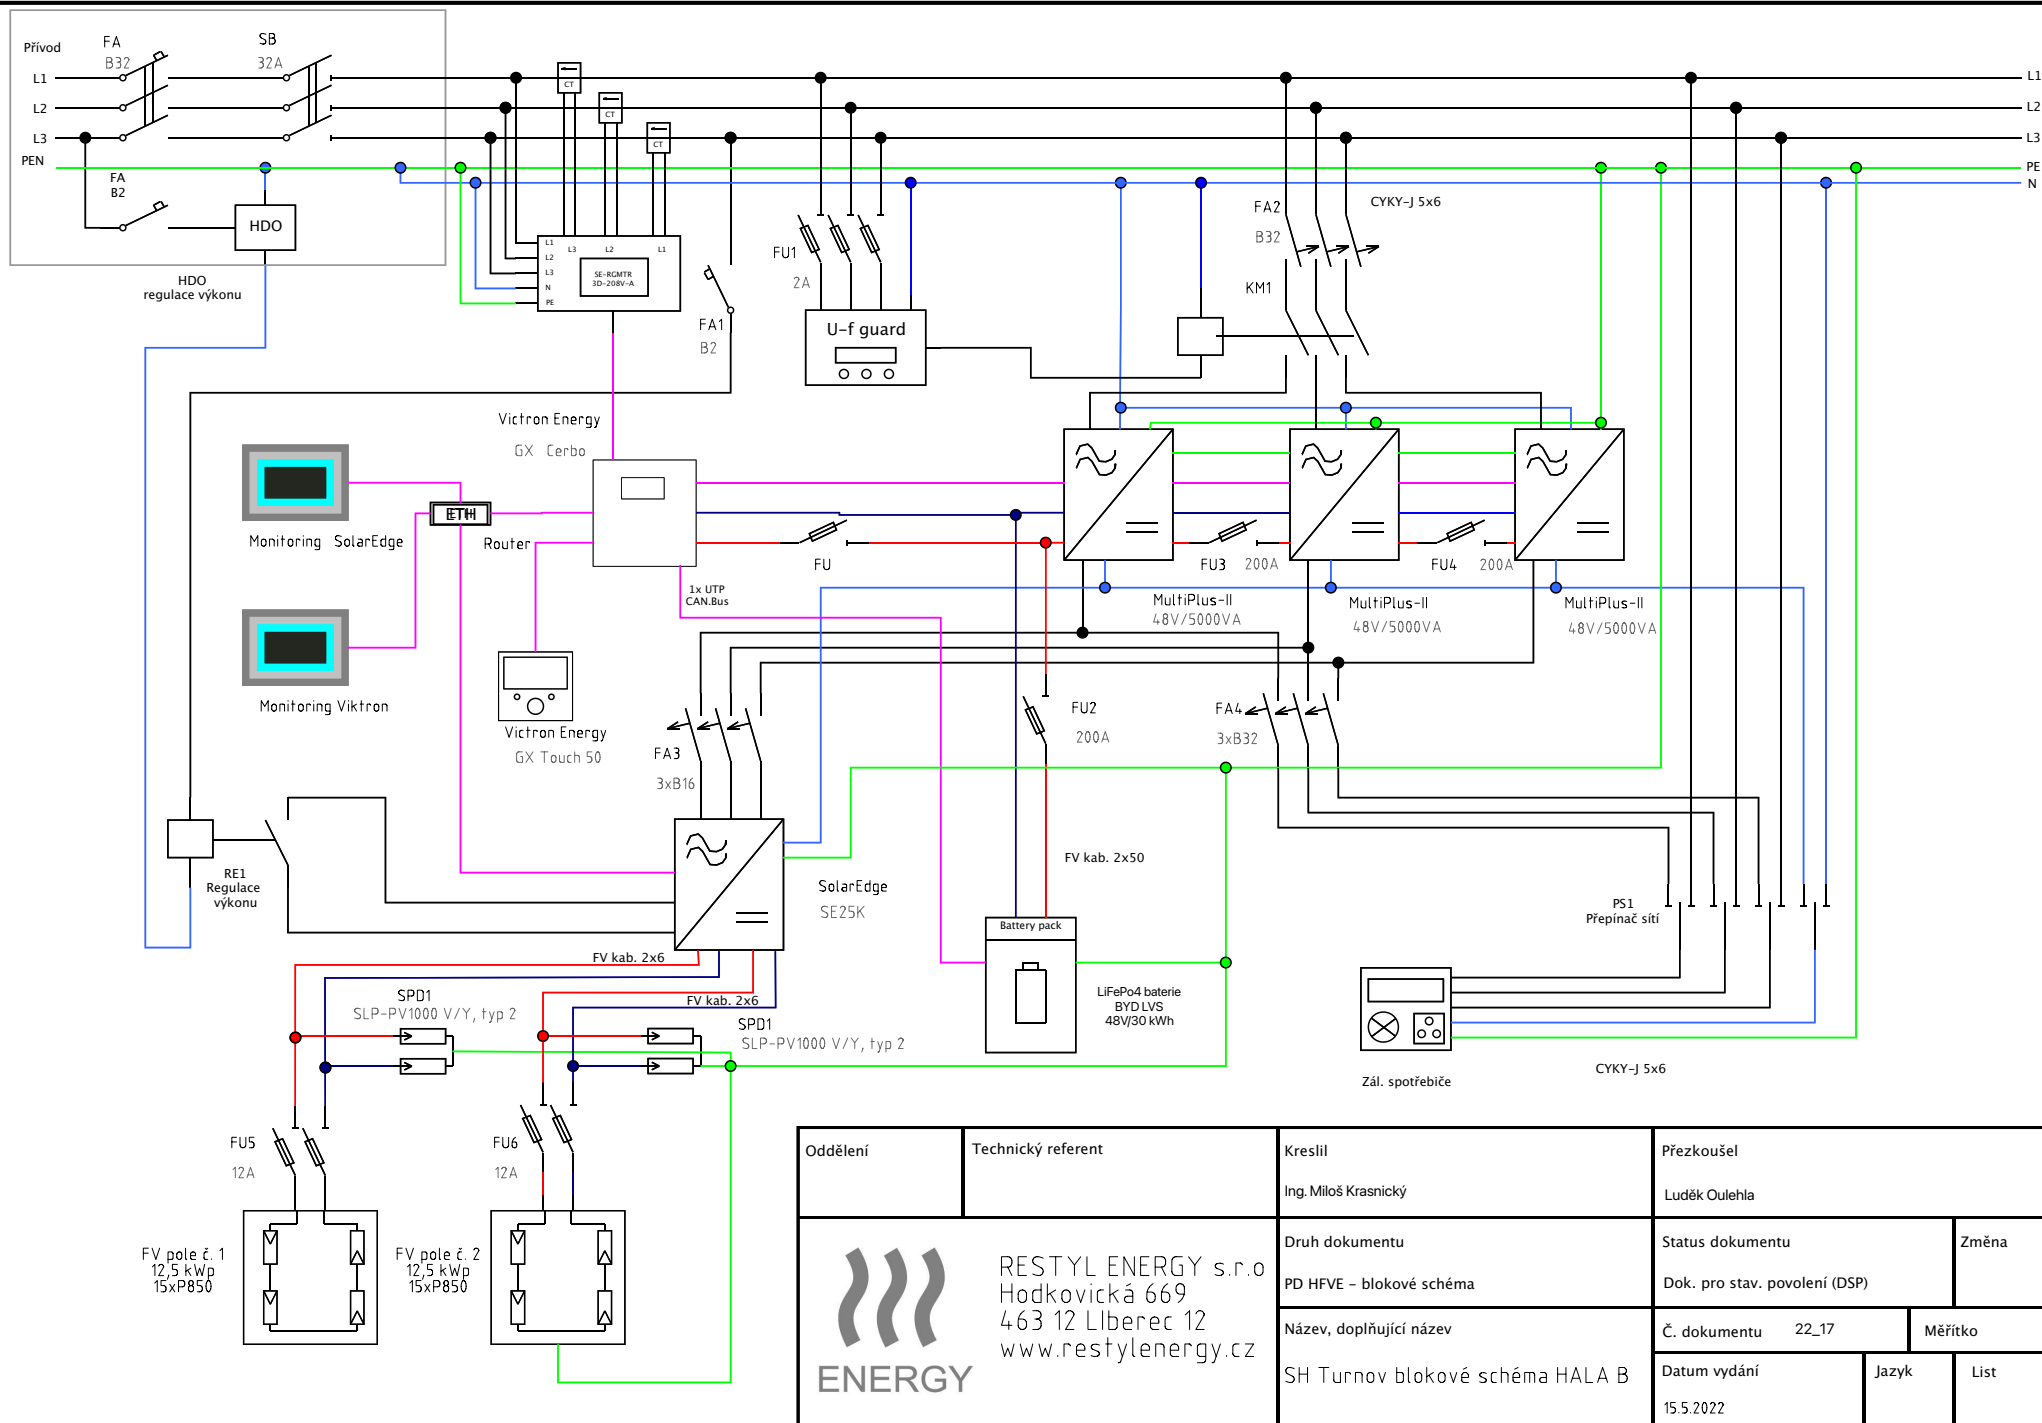 Přívod
FA
B32
SB
32A
L1
L2
L3
PEN
FA
B2
HDO
HDO
regulace výkonu
CT
CT
CT
L1
L2
L3
N
PE
L3
L2
L1
SE-RGMTR
3D-208V-A
FA1
B2
FU1
2A
U-f guard
FA2
B32
KM1
CYKY-J 5x6
L1
L2
L3
PE
N
Victron Energy
GX Cerbo
Monitoring SolarEdge
ETH
Router
FU
1x UTP
CAN.Bus
FU3
200A
FU4
200A
MultiPlus-II
48V/5000VA
MultiPlus-II
48V/5000VA
MultiPlus-II
48V/5000VA
Monitoring Viktron
Victron Energy
GX Touch 50
FA3
3xB16
FU2
200A
FA4
3xB32
RE1
Regulace
výkonu
SolarEdge
SE25K
FV kab. 2x50
PS1
Přepínač sítí
Battery pack
FV kab. 2x6
FV kab. 2x6
SPD1
SLP-PV1000 V/Y, typ 2
SPD1
SLP-PV1000 V/Y, typ 2
LiFePo4 baterie
BYD LVS
48V/30 kWh
CYKY-J 5x6
Zál. spotřebiče
FU5
12A
FU6
12A
FV pole č. 1
12,5 kWp
15xP850
FV pole č. 2
12,5 kWp
15xP850
Oddělení
Technický referent
Kreslil
Ing. Miloš Krasnický
Přezkoušel
Luděk Oulehla
ENERGY
RESTYL ENERGY s.r.o
Hodkovická 669
463 12 LIberec 12
www.restylenergy.cz
Druh dokumentu
PD HFVE - blokové schéma
Status dokumentu
Dok. pro stav. povolení (DSP)
Změna
Název, doplňující název
SH Turnov blokové schéma HALA B
Č. dokumentu 22_17
Měřítko
Datum vydání
15.5.2022
Jazyk
List